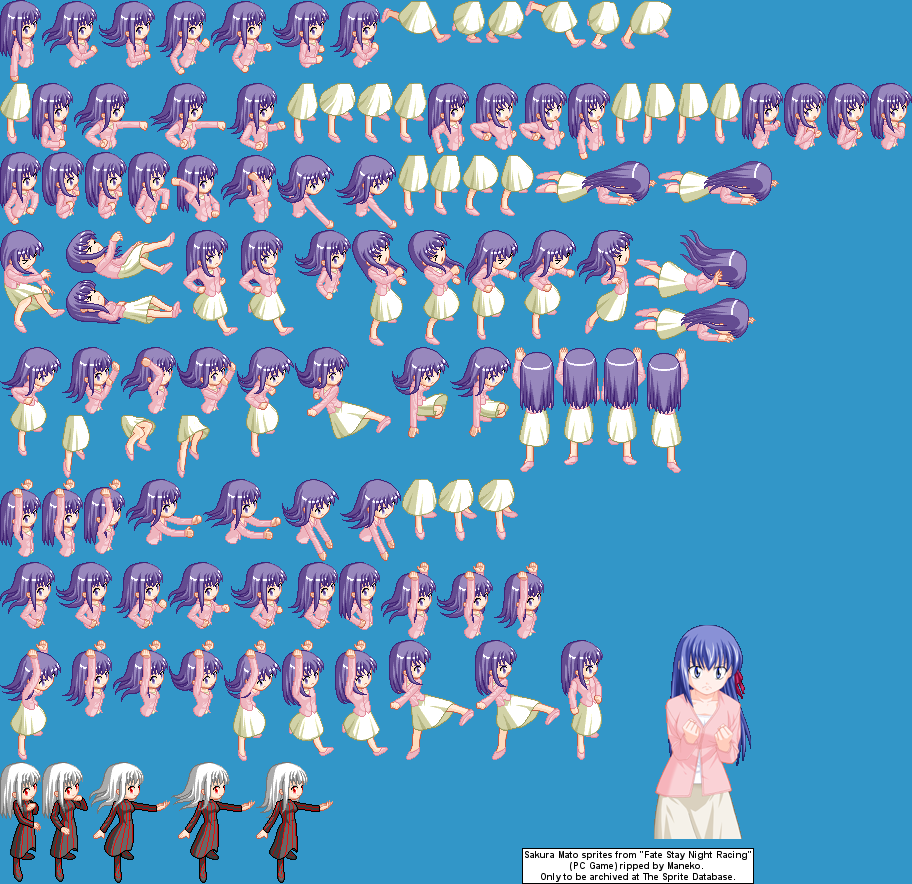 Sakura Mato sprites from "Fate Stay Night Racing"
(PC Game) ripped by Maneko.
Only to be archived at The Sprite Database.